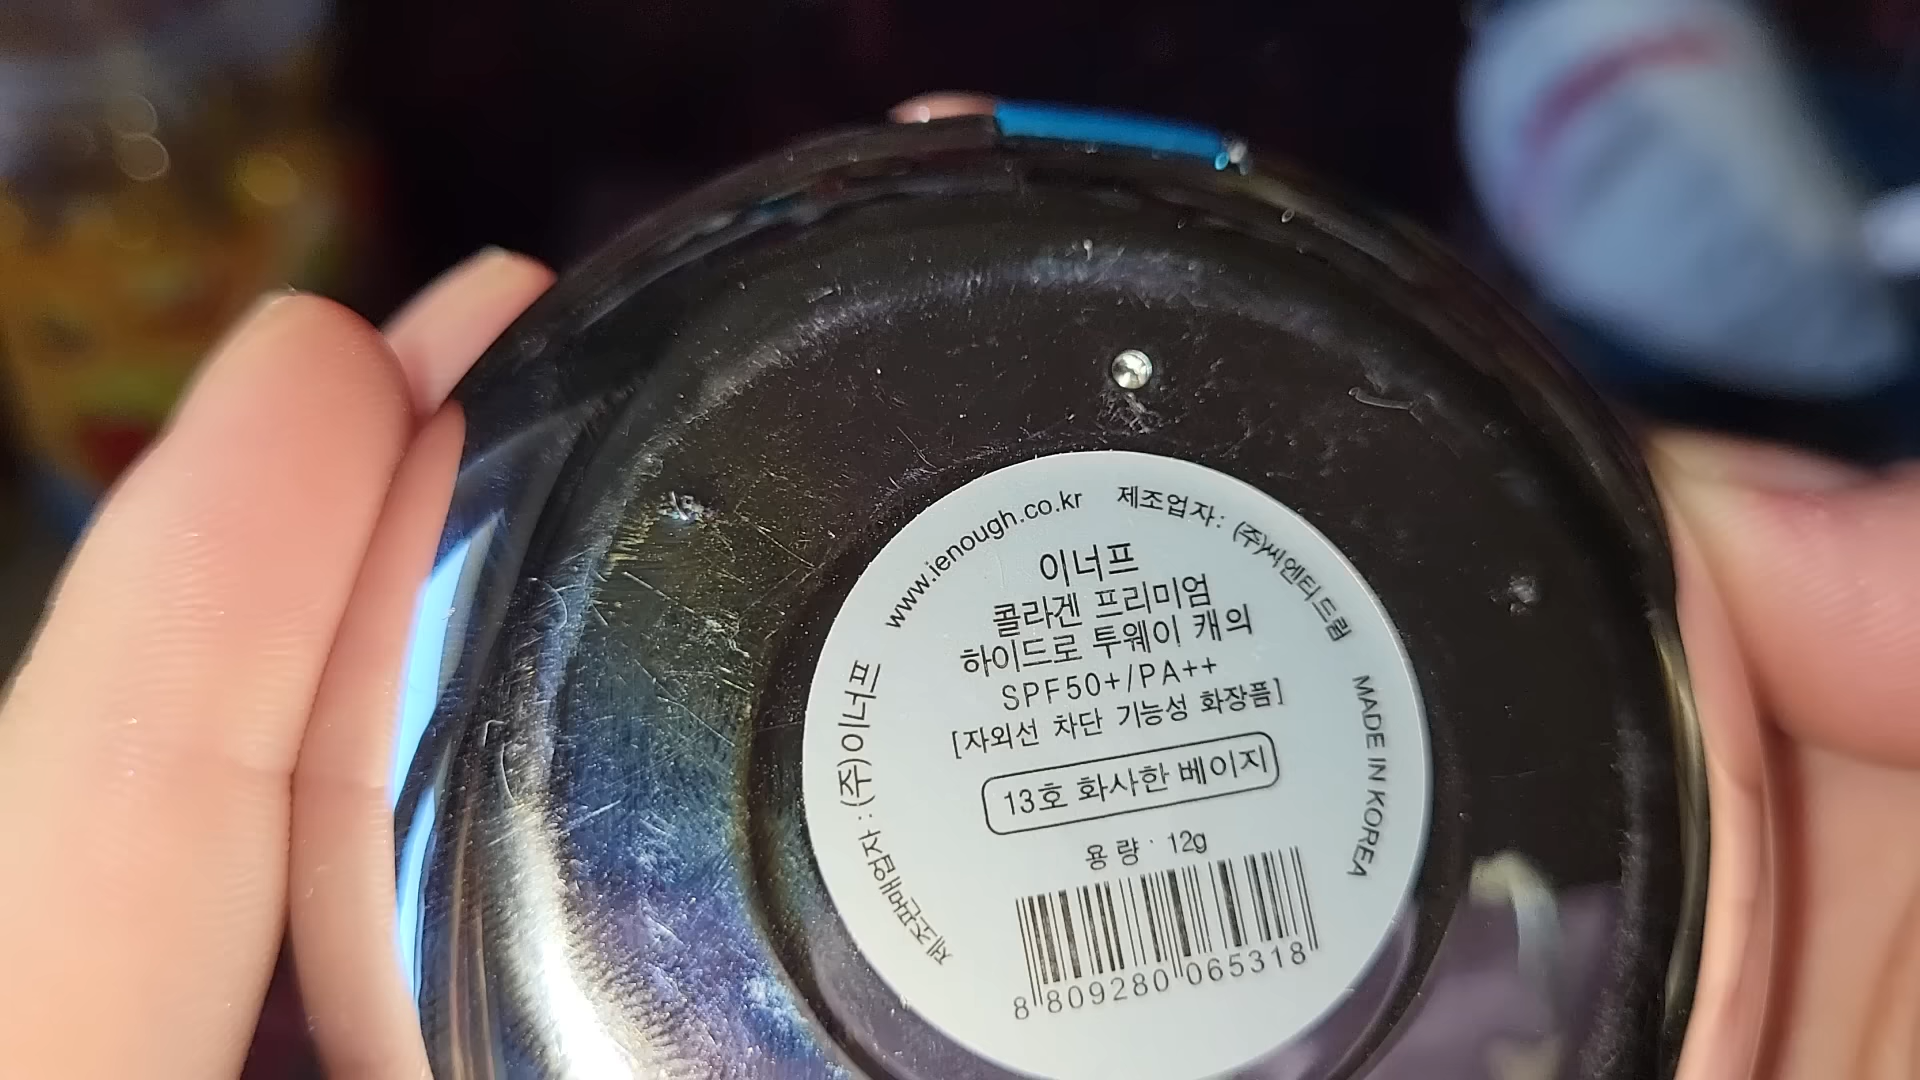 www.ienough.co.kr
제조업자: (주)씨엔티드림
이너프
콜라겐 프리미엄
하이드로 투웨이 캐의
SPF50+/PA++
[자외선 차단 기능성 화장품]
13호 화사한 베이지
용량 : 12g
8 809280 065318
제조판매업자 : (주)이너프
MADE IN KOREA